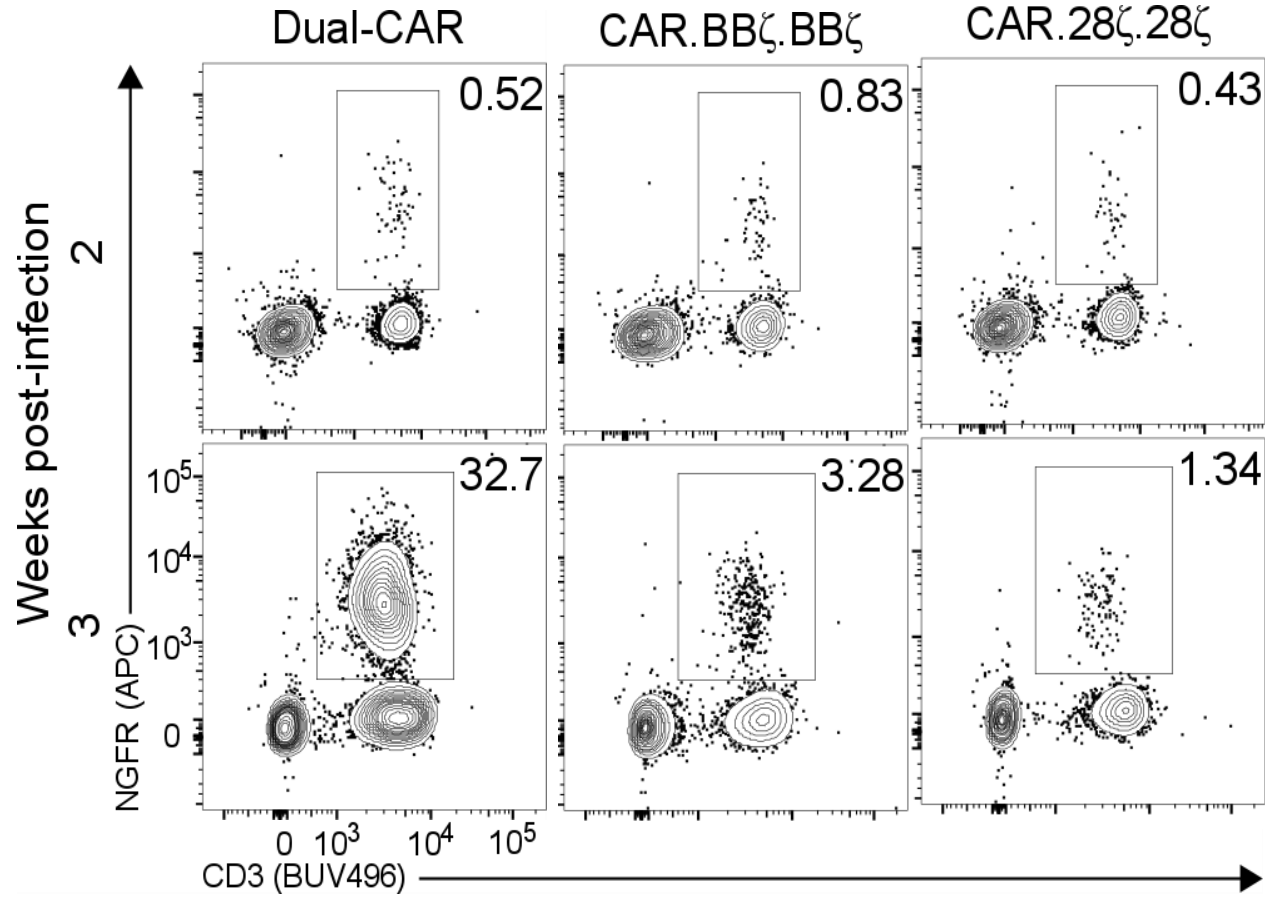 Dual-CAR
CAR.BBζ.BBζ
CAR.28ζ.28ζ
Weeks post-infection
2
0.52
0.83
0.43
3
32.7
3.28
1.34
NGFR (APC)
10⁵
10⁴
10³
0
0 10³ 10⁴ 10⁵
CD3 (BUV496)